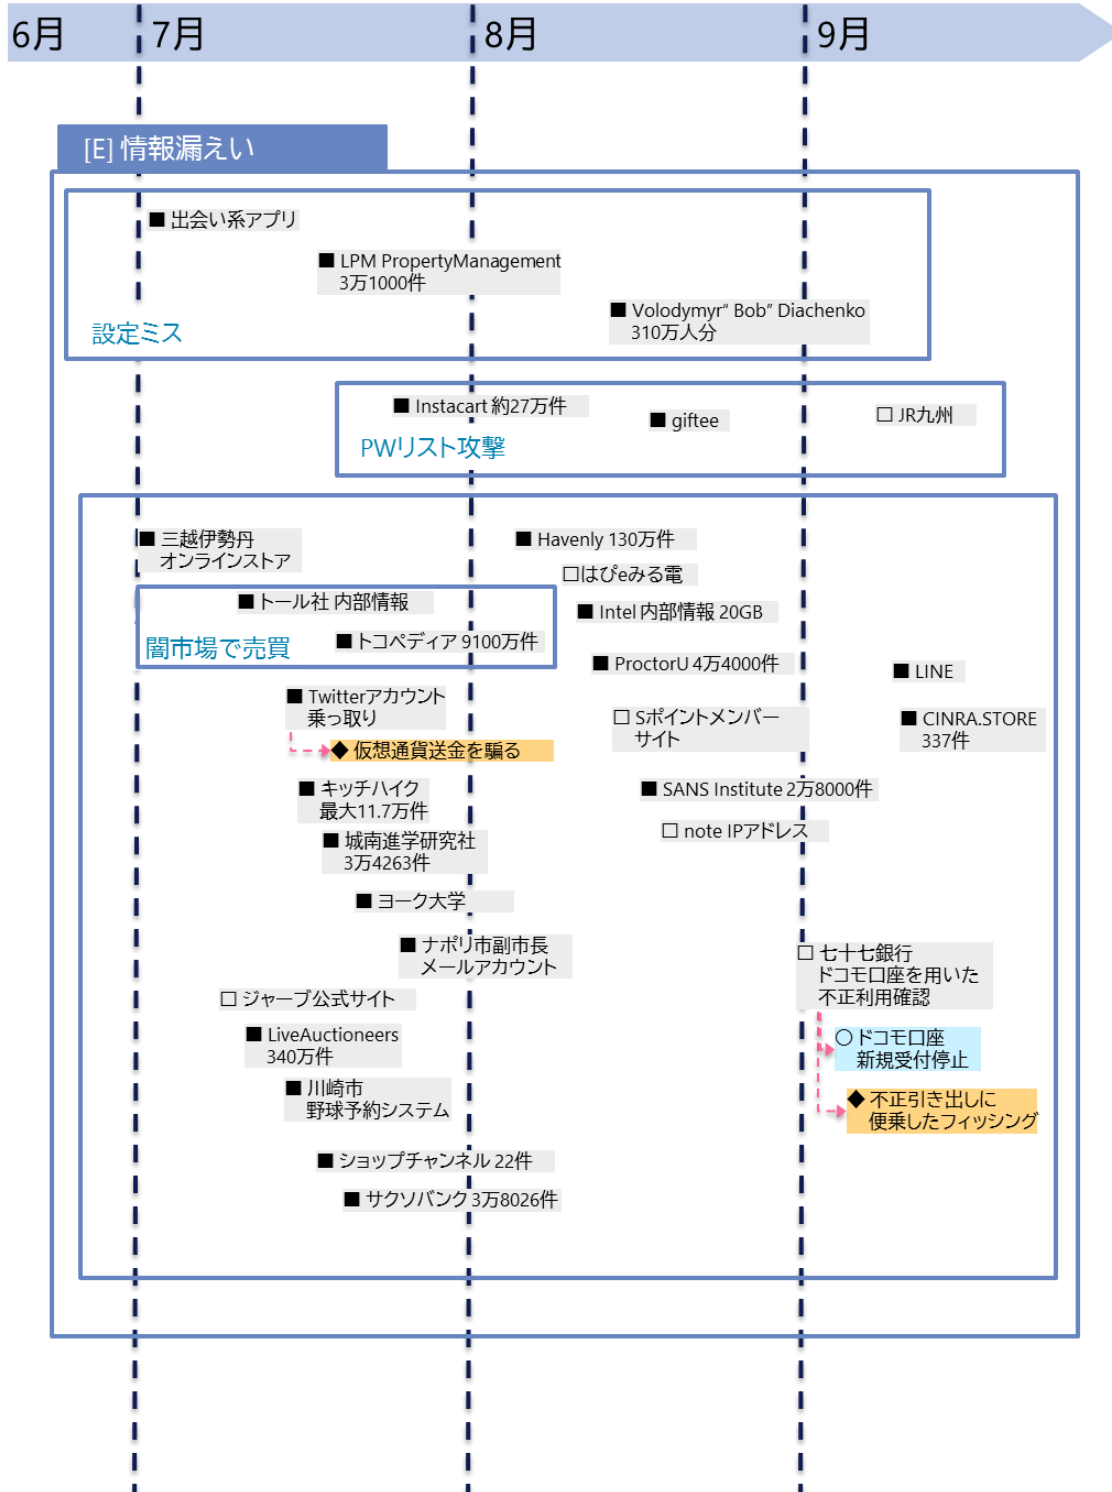 6月
7月
8月
9月
[E] 情報漏えい
■ 出会い系アプリ
■ LPM PropertyManagement
3万1000件
■ Volodymyr“ Bob” Diachenko
310万人分
設定ミス
■ Instacart 約27万件
■ giftee
□ JR九州
PWリスト攻撃
■ 三越伊勢丹
オンラインストア
■ Havenly 130万件
□はぴeみる電
■ トール社 内部情報
■ Intel 内部情報 20GB
■ トコペディア 9100万件
闇市場で売買
■ ProctorU 4万4000件
■ LINE
■ Twitterアカウント
乗っ取り
□ Sポイントメンバー
サイト
■ CINRA.STORE
337件
◆ 仮想通貨送金を騙る
■ キッチハイク
最大11.7万件
■ SANS Institute 2万8000件
□ note IPアドレス
■ 城南進学研究社
3万4263件
■ ヨーク大学
■ ナポリ市副市長
メールアカウント
□ 七十七銀行
ドコモ口座を用いた
不正利用確認
□ ジャーブ公式サイト
■ LiveAuctioneers
340万件
○ドコモ口座
新規受付停止
■ 川崎市
野球予約システム
◆ 不正引き出しに
便乗したフィッシング
■ ショップチャンネル 22件
■ サクソバンク 3万8026件